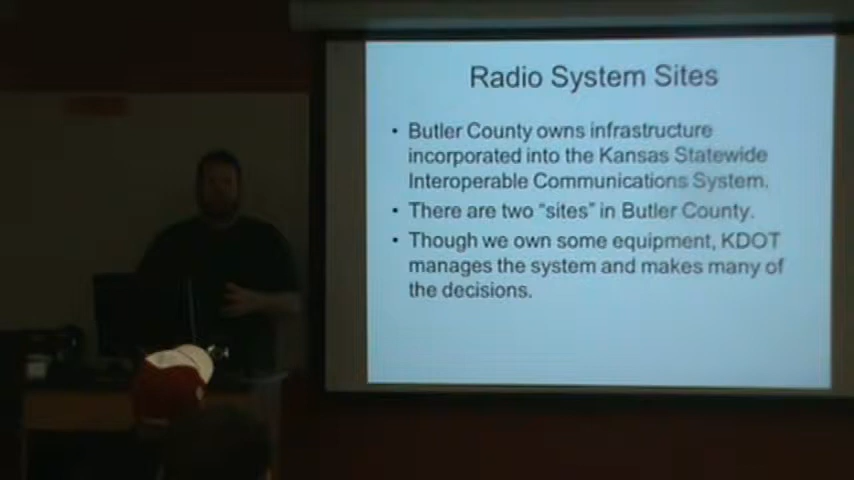 Radio System Sites
• Butler County owns infrastructure
incorporated into the Kansas Statewide
Interoperable Communications System.
• There are two “sites” in Butler County.
• Though we own some equipment, KDOT
manages the system and makes many of
the decisions.